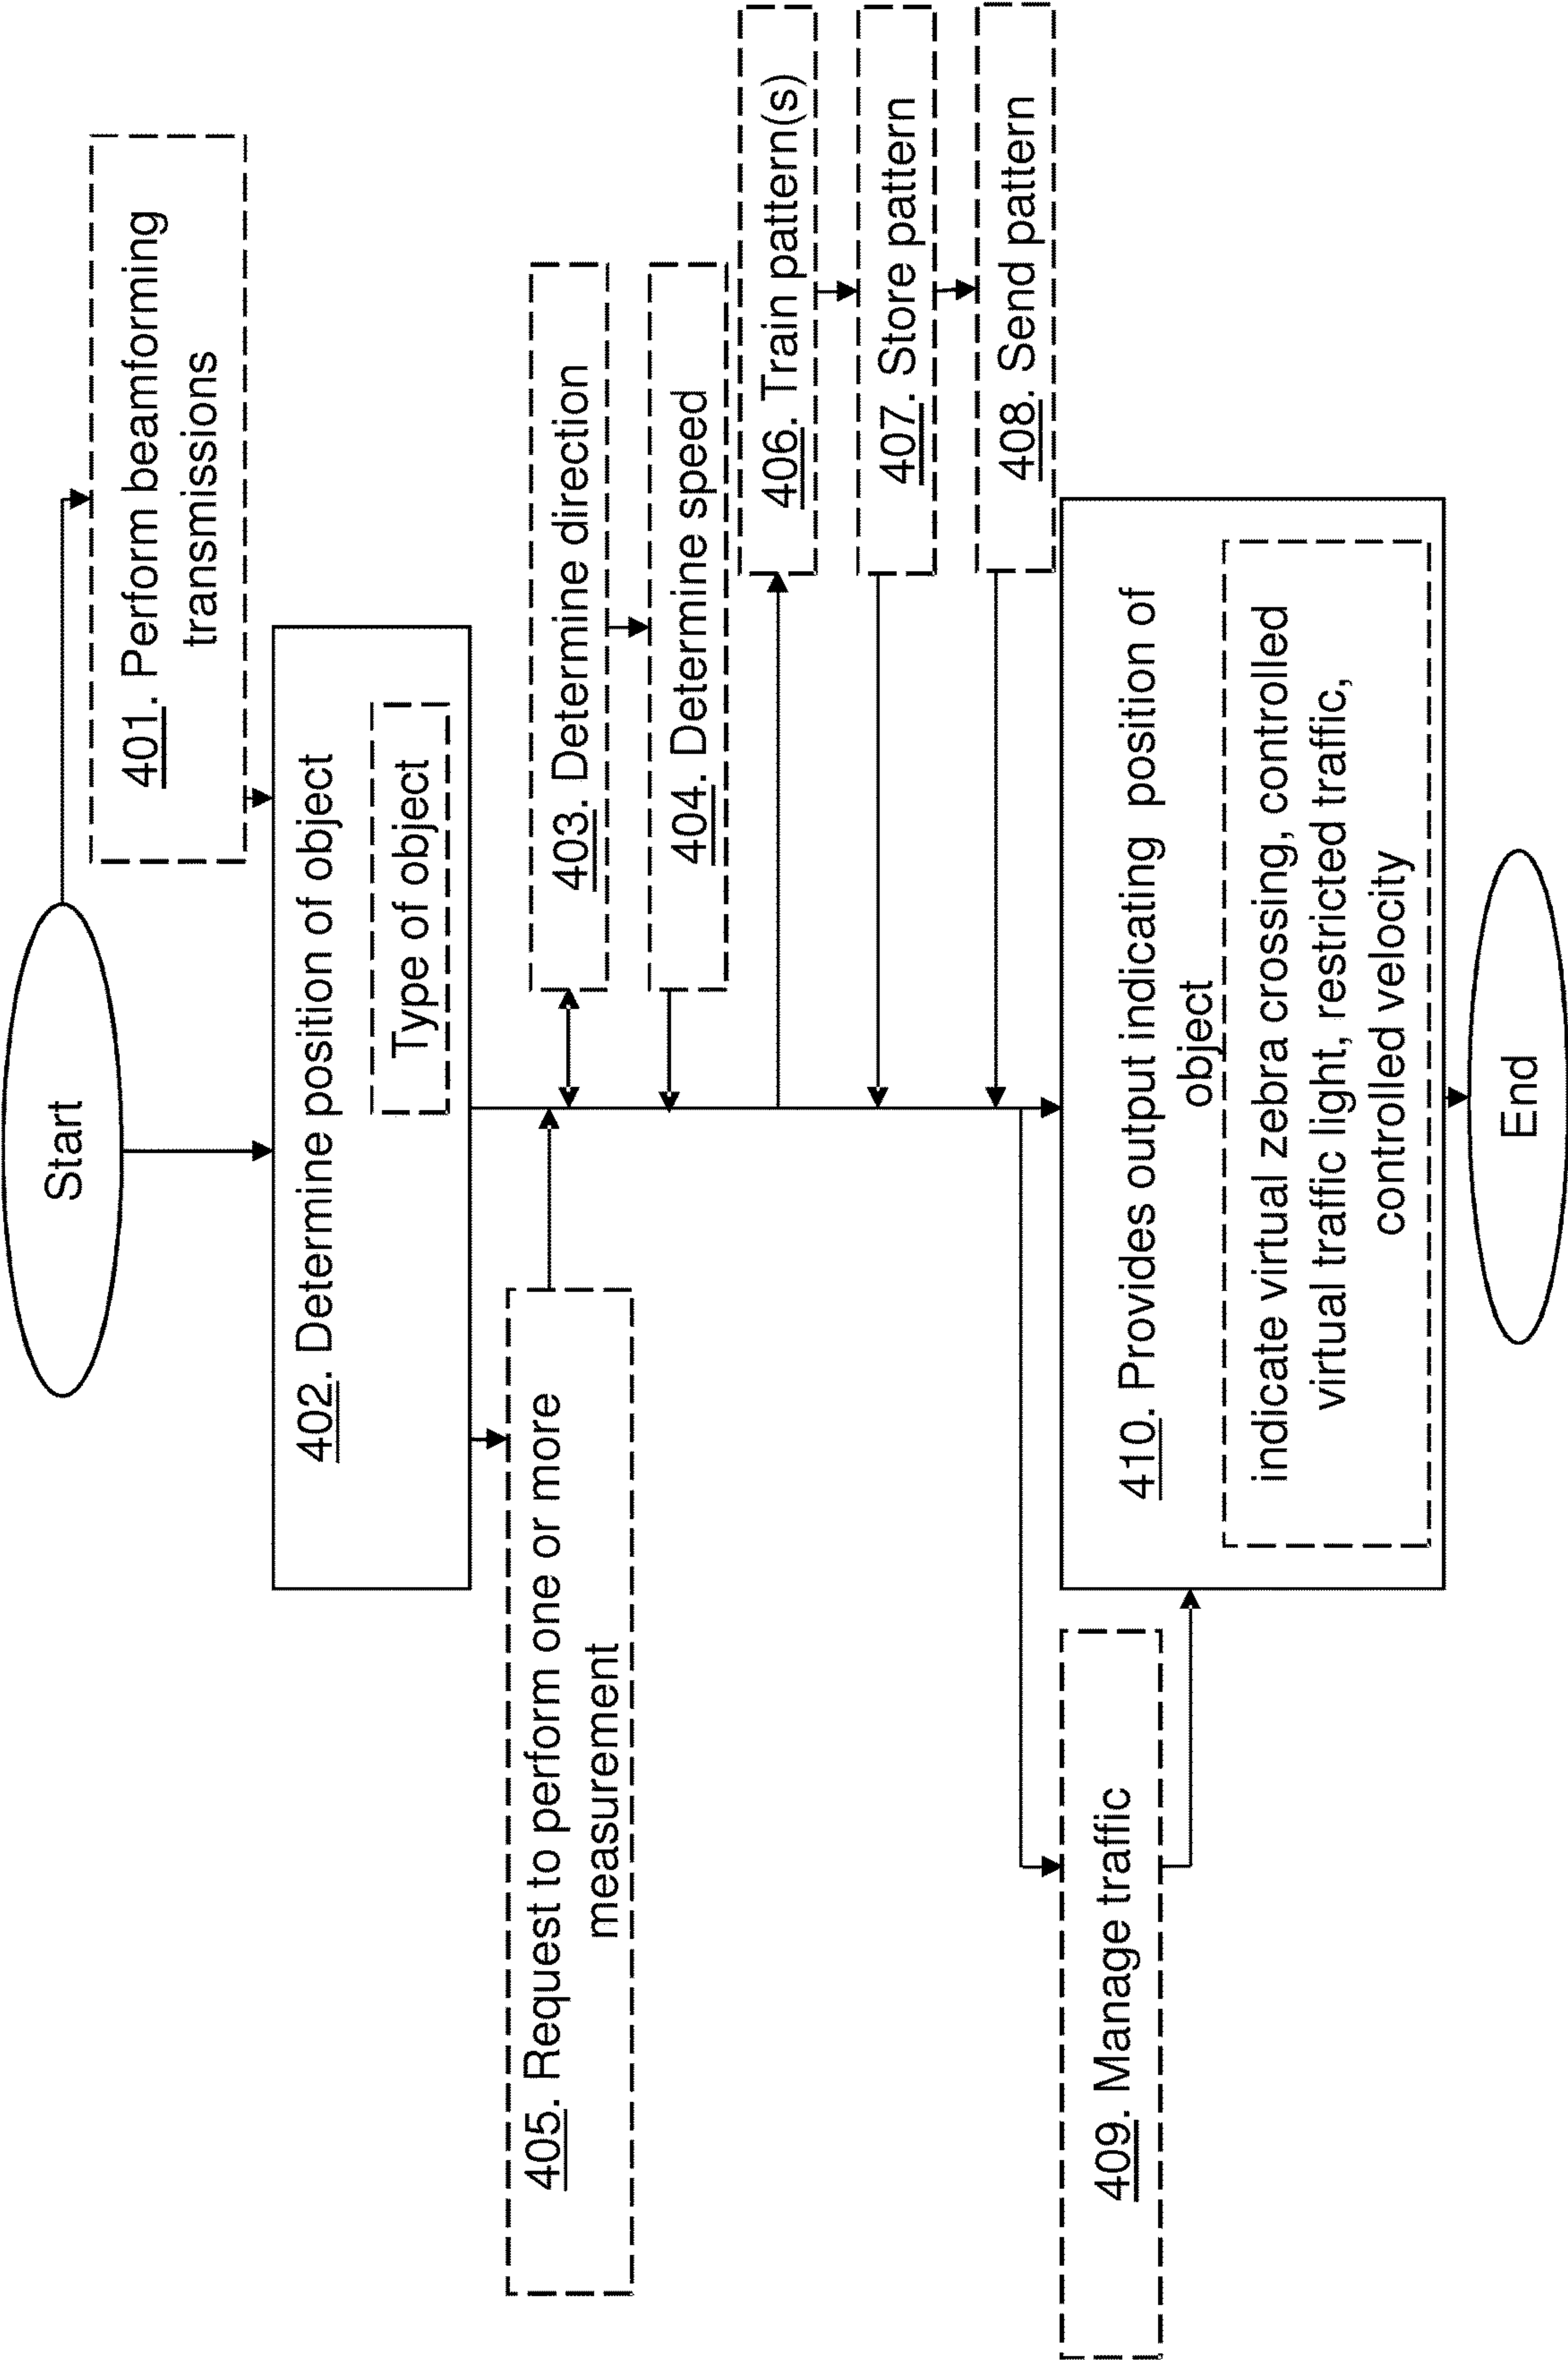 Start
401. Perform beamforming
transmissions
402. Determine position of object
Type of object
403. Determine direction
404. Determine speed
405. Request to perform one or more
measurement
406. Train pattern(s)
407. Store pattern
408. Send pattern
409. Manage traffic
410. Provides output indicating position of
object
indicate virtual zebra crossing, controlled
virtual traffic light, restricted traffic,
controlled velocity
End